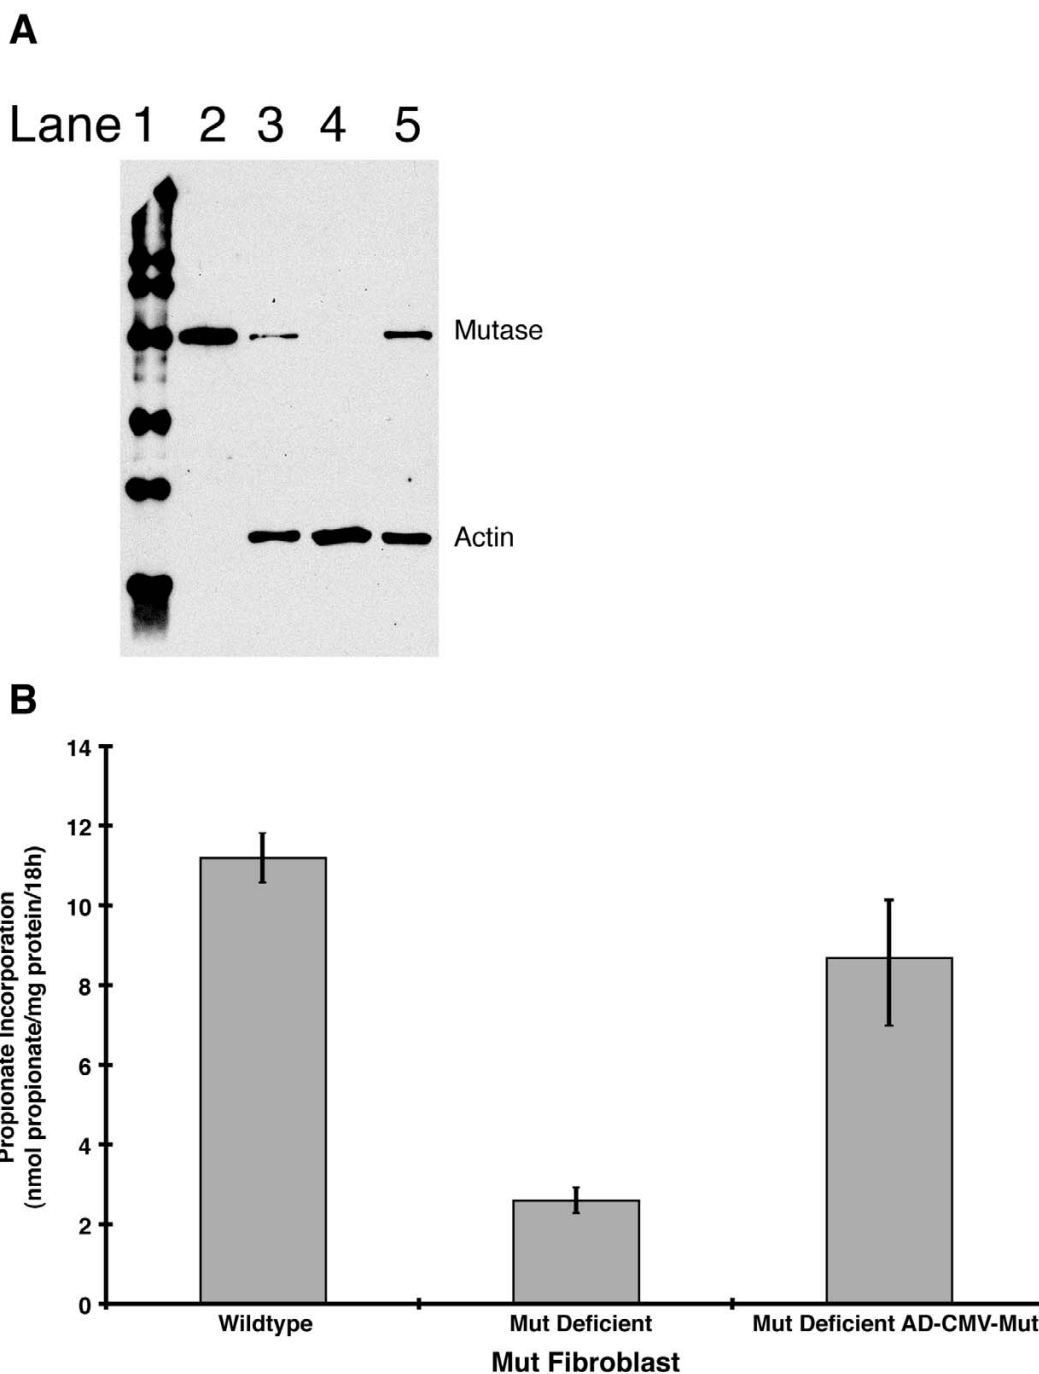 A
Lane 1 2 3 4 5
Mutase
Actin
B
14
12
10
8
6
4
2
0
Propionate Incorporation
(nmol propionate/mg protein/18h)
Wildtype
Mut Deficient
Mut Deficient AD-CMV-Mut
Mut Fibroblast